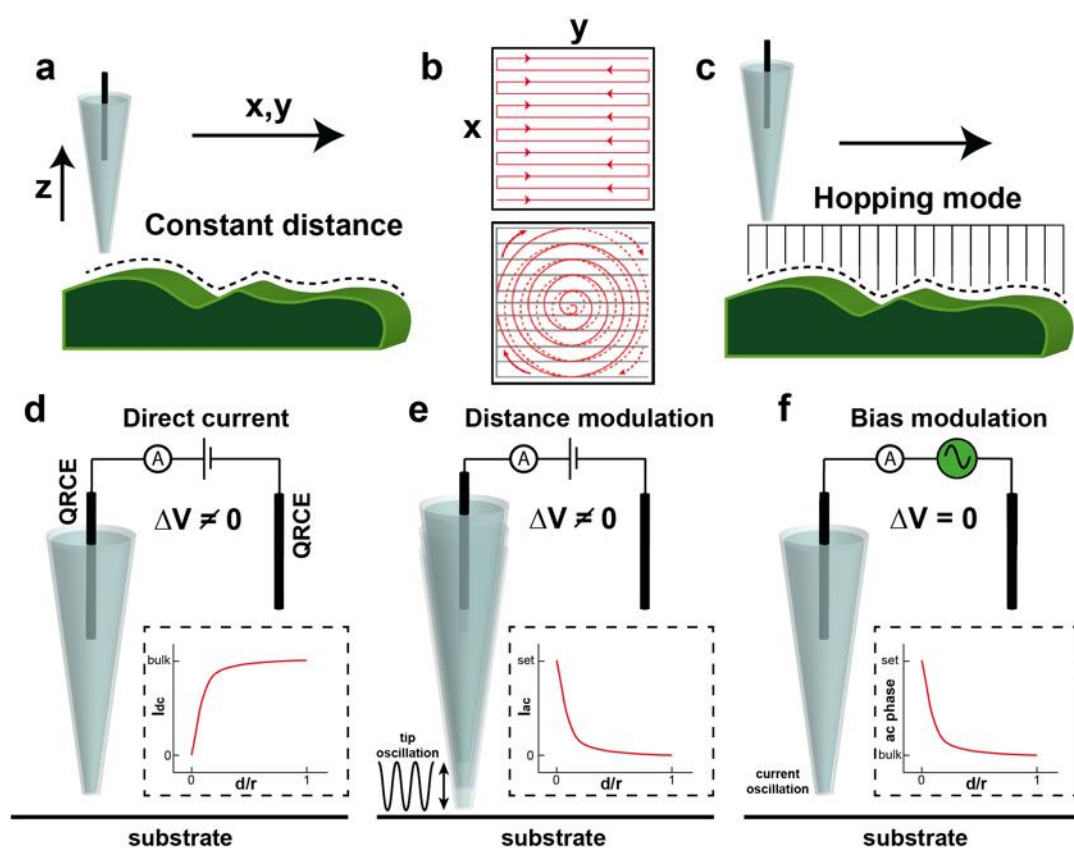 a
z
x,y
Constant distance
b
y
x
c
Hopping mode
d
Direct current
QRCE
A
ΔV ≠ 0
QRCE
bulk
Idc
0
0
1
d/r
substrate
e
Distance modulation
A
ΔV ≠ 0
tip
oscillation
set
Iac
0
0
1
d/r
substrate
f
Bias modulation
A
ΔV = 0
current
oscillation
set
ac phase
bulk
0
1
d/r
substrate